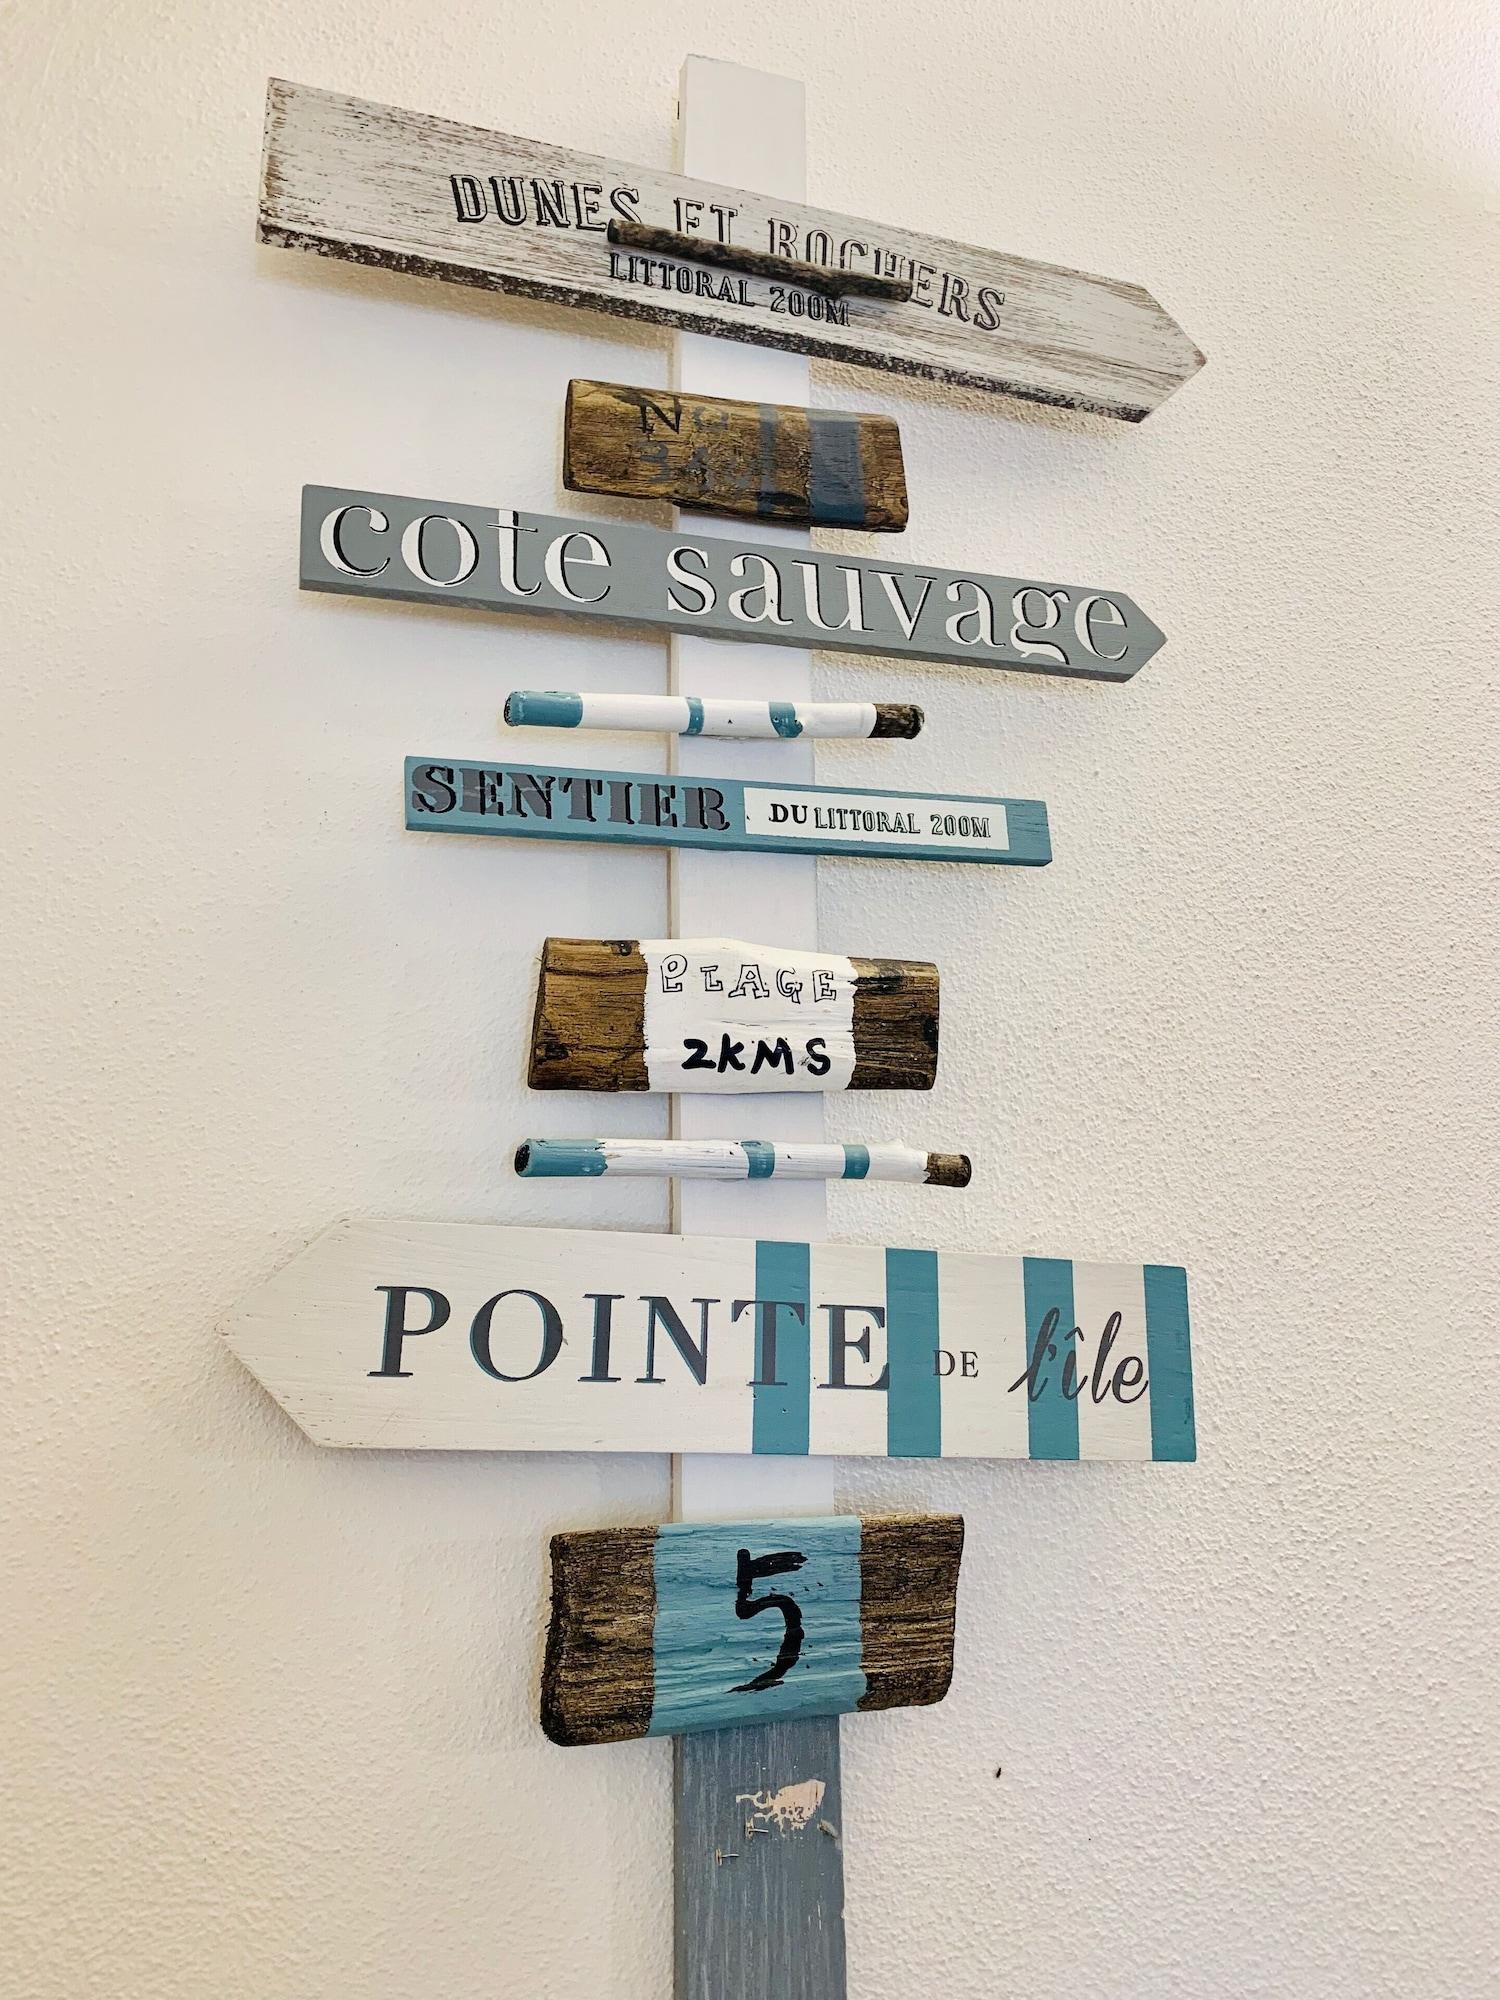 DUNES ET ROCHERS
LITTORAL 200M
cote sauvage
SENTIER DU LITTORAL 200M
PLAGE
2KMS
POINTE DE l'île
5